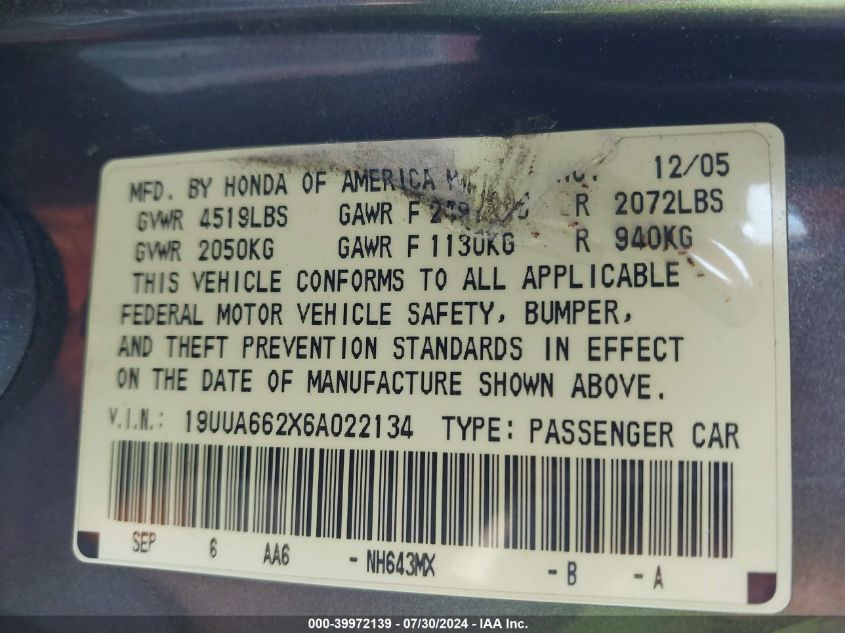 MFD. BY HONDA OF AMERICA 12/05
GVWR 4519LBS GAWR F R 2072LBS
GVWR 2050KG GAWR F 1130KG R 940KG
THIS VEHICLE CONFORMS TO ALL APPLICABLE
FEDERAL MOTOR VEHICLE SAFETY, BUMPER,
AND THEFT PREVENTION STANDARDS IN EFFECT
ON THE DATE OF MANUFACTURE SHOWN ABOVE.
V.I.N.: 19UUA662X6A022134 TYPE: PASSENGER CAR
SEP 6 AA6 - NH643MX - B - A
000-39972139 - 07/30/2024 - IAA Inc.